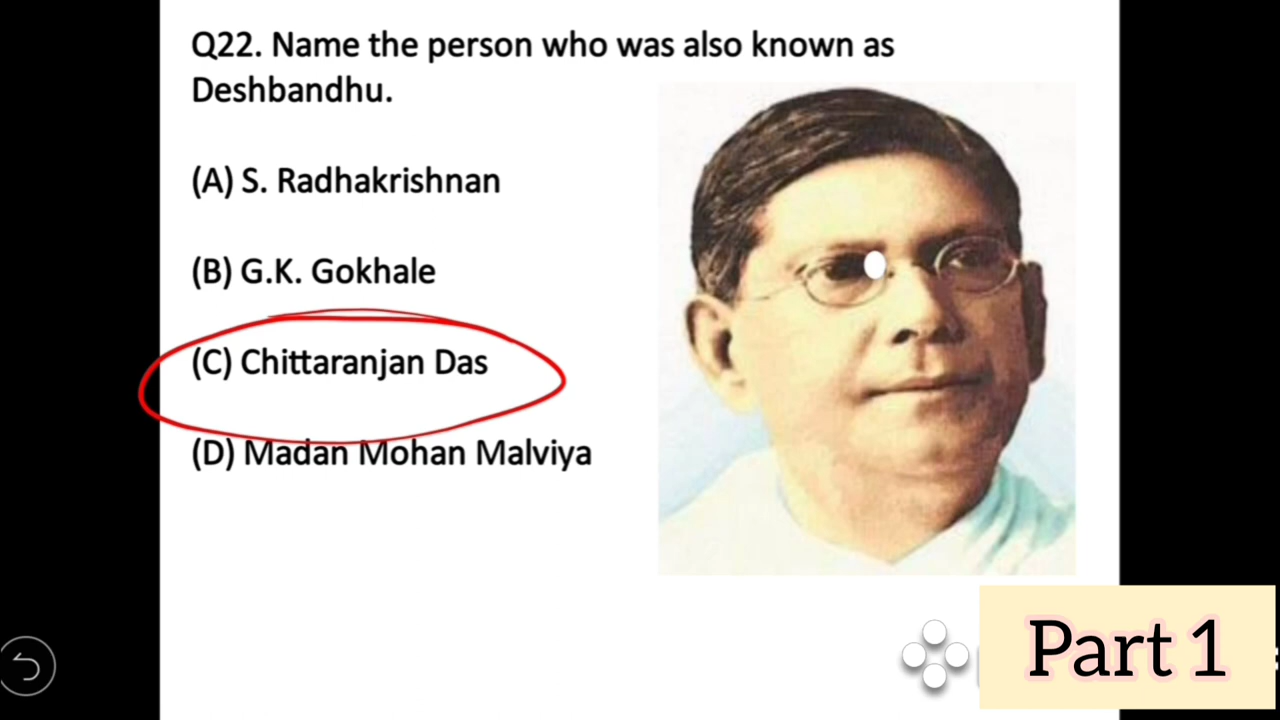 Q22. Name the person who was also known as
Deshbandhu.
(A) S. Radhakrishnan
(B) G.K. Gokhale
(C) Chittaranjan Das
(D) Madan Mohan Malviya
Part 1